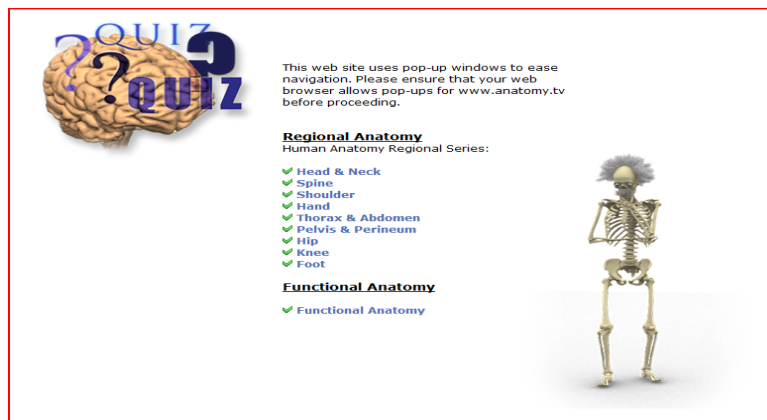 QUIZ
QUIZ
This web site uses pop-up windows to ease
navigation. Please ensure that your web
browser allows pop-ups for www.anatomy.tv
before proceeding.
Regional Anatomy
Human Anatomy Regional Series:
Head & Neck
Spine
Shoulder
Hand
Thorax & Abdomen
Pelvis & Perineum
Hip
Knee
Foot
Functional Anatomy
Functional Anatomy